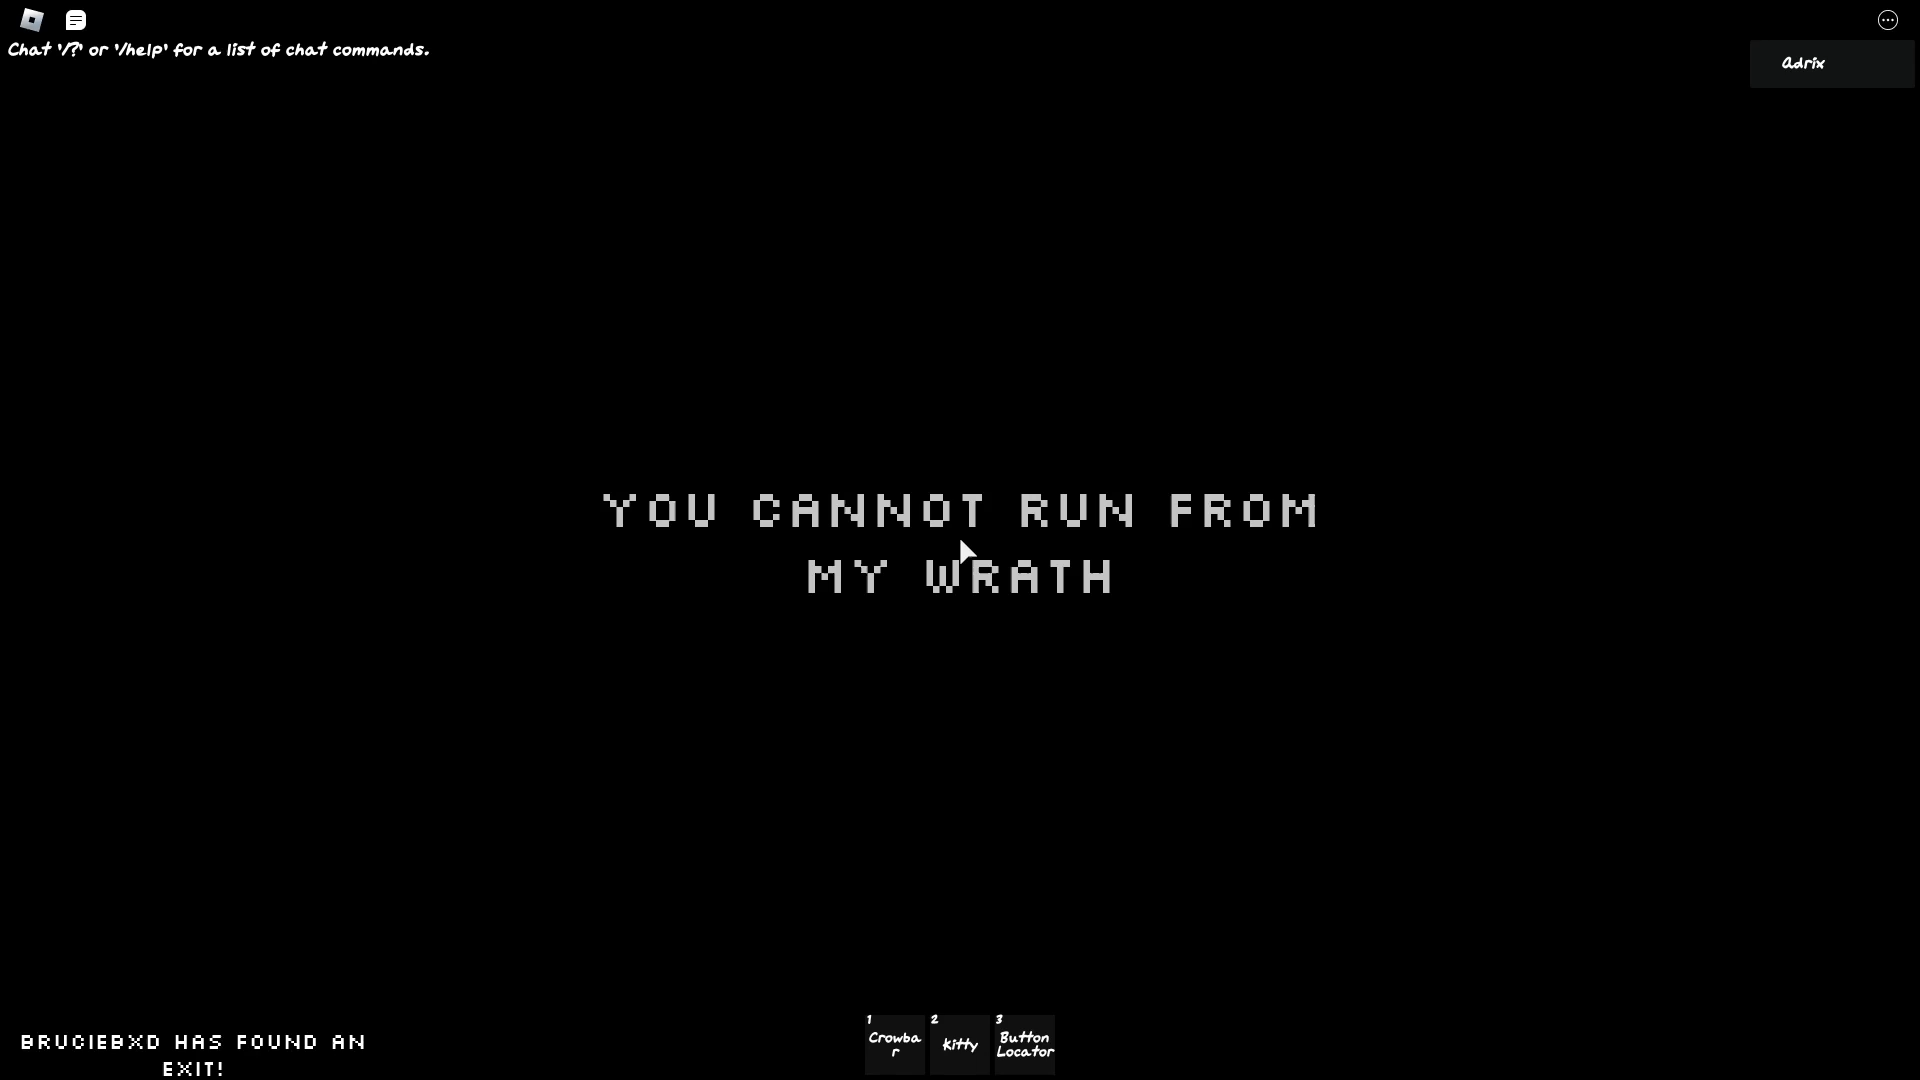 Chat '/?' or '/help' for a list of chat commands.
Adrix
YOU CANNOT RUN FROM
MY WRATH
BRUCIEBXD HAS FOUND AN
EXIT!
1
Crowba
r
2
Kitty
3
Button
Locator